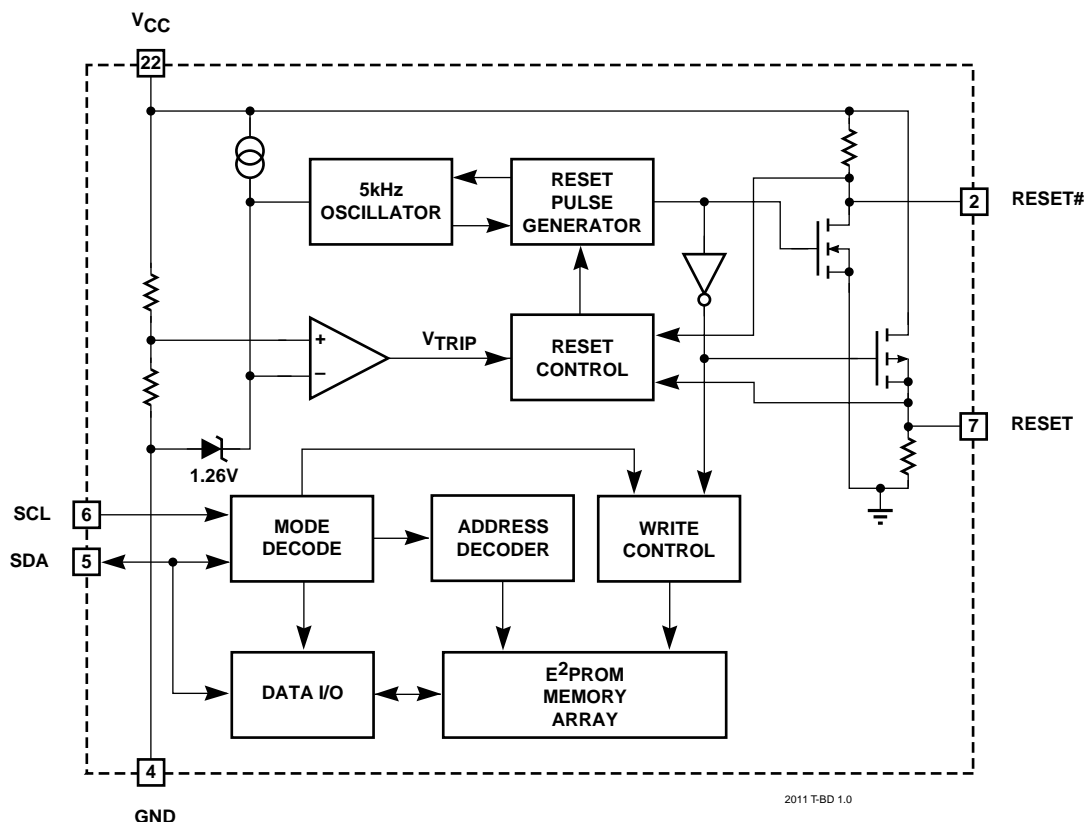 VCC
22
5kHz
OSCILLATOR
RESET
PULSE
GENERATOR
2
RESET#
+
–
VTRIP
RESET
CONTROL
7
RESET
1.26V
SCL
6
SDA
5
MODE
DECODE
ADDRESS
DECODER
WRITE
CONTROL
DATA I/O
E2PROM
MEMORY
ARRAY
4
GND
2011 T-BD 1.0